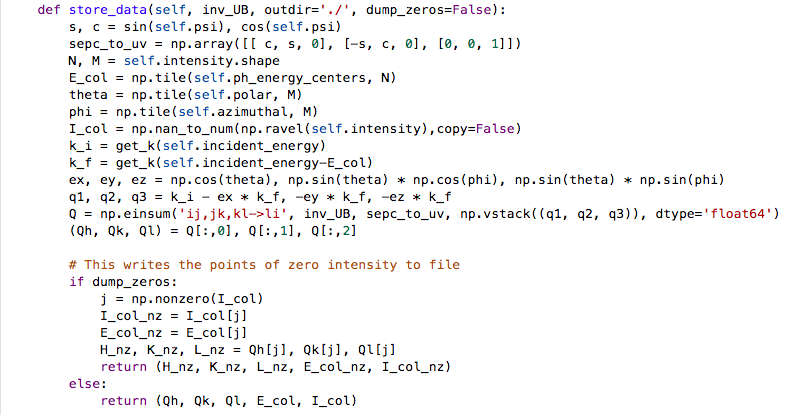 def store_data(self, inv_UB, outdir='./', dump_zeros=False):
    s, c = sin(self.psi), cos(self.psi)
    sepc_to_uv = np.array([[ c, s, 0], [-s, c, 0], [0, 0, 1]])
    N, M = self.intensity.shape
    E_col = np.tile(self.ph_energy_centers, N)
    theta = np.tile(self.polar, M)
    phi = np.tile(self.azimuthal, M)
    I_col = np.nan_to_num(np.ravel(self.intensity),copy=False)
    k_i = get_k(self.incident_energy)
    k_f = get_k(self.incident_energy-E_col)
    ex, ey, ez = np.cos(theta), np.sin(theta) * np.cos(phi), np.sin(theta) * np.sin(phi)
    q1, q2, q3 = k_i - ex * k_f, -ey * k_f, -ez * k_f
    Q = np.einsum('ij,jk,kl->li', inv_UB, sepc_to_uv, np.vstack((q1, q2, q3)), dtype='float64')
    (Qh, Qk, Ql) = Q[:,0], Q[:,1], Q[:,2]

    # This writes the points of zero intensity to file
    if dump_zeros:
        j = np.nonzero(I_col)
        I_col_nz = I_col[j]
        E_col_nz = E_col[j]
        H_nz, K_nz, L_nz = Qh[j], Qk[j], Ql[j]
        return (H_nz, K_nz, L_nz, E_col_nz, I_col_nz)
    else:
        return (Qh, Qk, Ql, E_col, I_col)